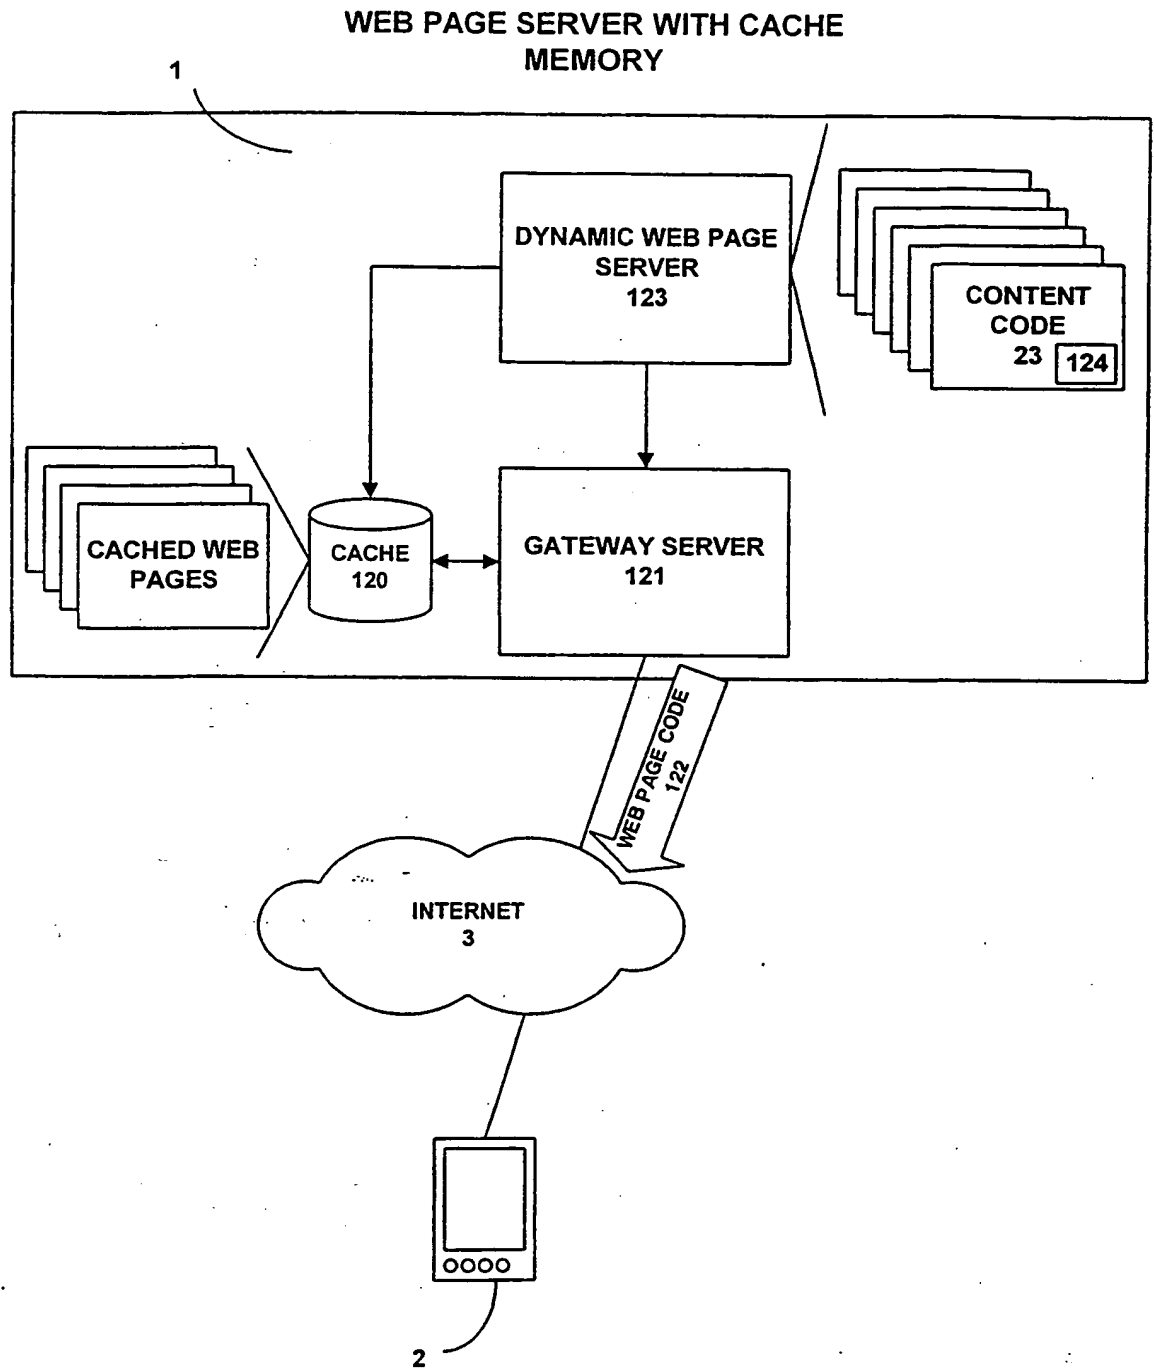 WEB PAGE SERVER WITH CACHE
MEMORY
1
DYNAMIC WEB PAGE
SERVER
123
CONTENT
CODE
23
124
CACHED WEB
PAGES
CACHE
120
GATEWAY SERVER
121
WEB PAGE CODE
122
INTERNET
3
2